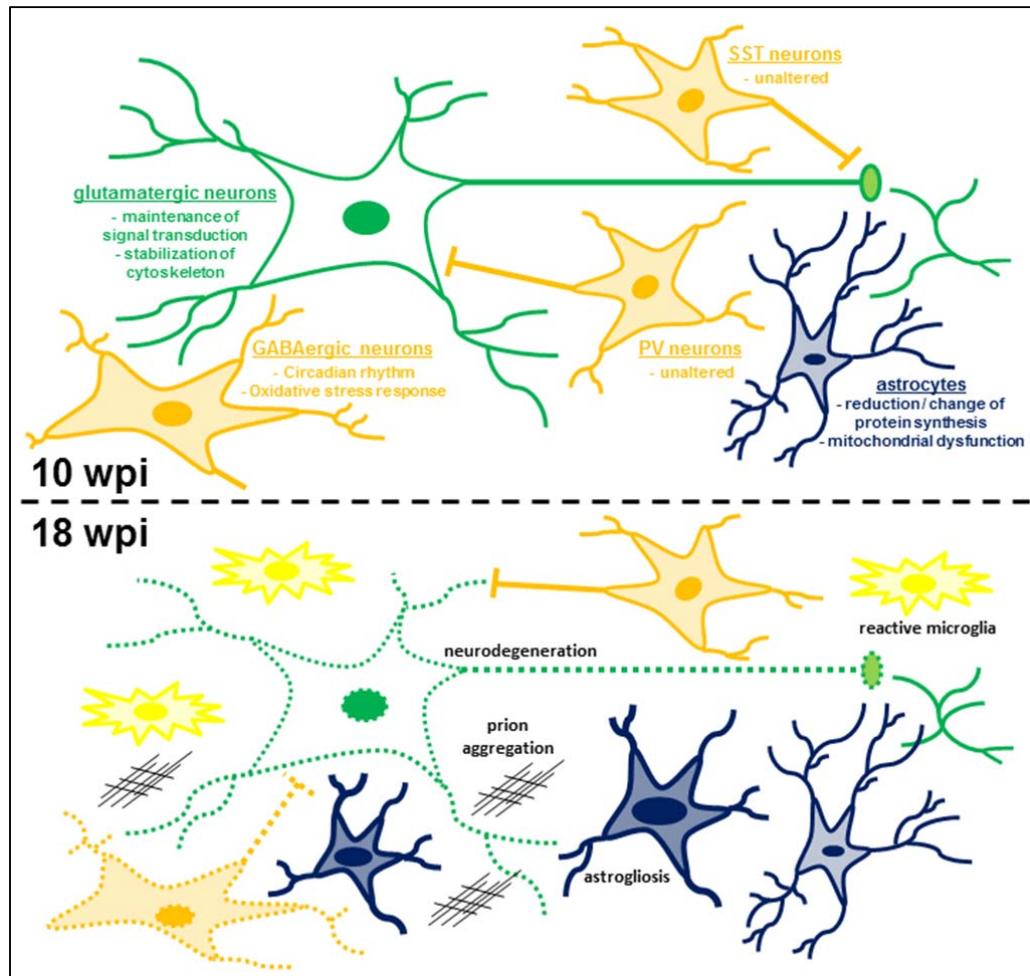 SST neurons
- unaltered
glutamatergic neurons
- maintenance of
signal transduction
- stabilization of
cytoskeleton
GABAergic neurons
- Circadian rhythm
- Oxidative stress response
PV neurons
- unaltered
astrocytes
- reduction / change of
protein synthesis
- mitochondrial dysfunction
10 wpi
18 wpi
reactive microglia
neurodegeneration
prion
aggregation
astrogliosis